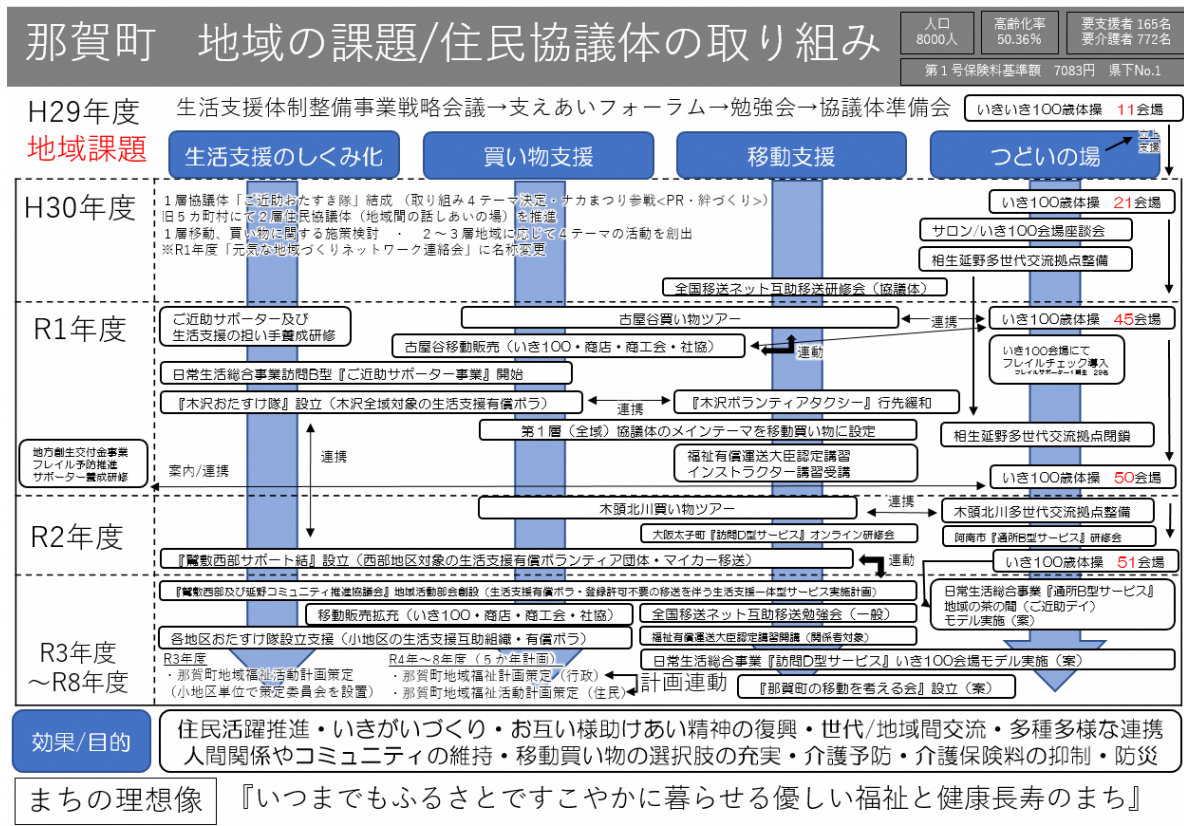 那賀町　地域の課題/住民協議体の取り組み
人口
8000人
高齢化率
50.36%
要支援者 165名
要介護者 772名
第１号保険料基準額　7083円　県下No.1
H29年度
生活支援体制整備事業戦略会議→支えあいフォーラム→勉強会→協議体準備会
いきいき100歳体操　11会場
地域課題
生活支援のしくみ化
買い物支援
移動支援
つどいの場
立上
支援
H30年度
１層協議体「ご近助おたすき隊」結成　（取り組み４テーマ決定・ナカまつり参戦<PR・絆づくり>）
旧５カ町村にて２層住民協議体（地域間の話しあいの場）を推進
１層移動、買い物に関する施策検討　・　２～３層地域に応じて４テーマの活動を創出
※R1年度「元気な地域づくりネットワーク連絡会」に名称変更
いき100歳体操　21会場
サロン/いき100会場座談会
相生延野多世代交流拠点整備
全国移送ネット互助移送研修会（協議体）
R1年度
ご近助サポーター及び
生活支援の担い手養成研修
古屋谷買い物ツアー
連携
いき100歳体操　45会場
古屋谷移動販売（いき100・商店・商工会・社協）
連動
いき100会場にて
フレイルチェック導入
フレイルサポーター１期生　29名
日常生活総合事業訪問B型『ご近助サポーター事業』開始
『木沢おたすけ隊』設立（木沢全域対象の生活支援有償ボラ）
連携
『木沢ボランティアタクシー』行先緩和
第１層（全域）協議体のメインテーマを移動買い物に設定
相生延野多世代交流拠点閉鎖
地方創生交付金事業
フレイル予防推進
サポーター養成研修
案内/連携
連携
福祉有償運送大臣認定講習
インストラクター講習受講
いき100歳体操　50会場
R2年度
木頭北川買い物ツアー
連携
木頭北川多世代交流拠点整備
大阪太子町『訪問D型サービス』オンライン研修会
阿南市『通所B型サービス』研修会
『鷲敷西部サポート結』設立（西部地区対象の生活支援有償ボランティア団体・マイカー移送）
連動
いき100歳体操　51会場
R3年度
～R8年度
『鷲敷西部及び延野コミュニティ推進協議会』地域活動部会創設（生活支援有償ボラ・登録許可不要の移送を伴う生活支援一体型サービス実施計画）
日常生活総合事業『通所B型サービス』
地域の茶の間（ご近助デイ）
モデル実施（案）
移動販売拡充（いき100・商店・商工会・社協）
全国移送ネット互助移送勉強会（一般）
各地区おたすけ隊設立支援（小地区の生活支援互助組織・有償ボラ）
福祉有償運送大臣認定講習開講（関係者対象）
日常生活総合事業『訪問D型サービス』いき100会場モデル実施（案）
R3年度
・那賀町地域福祉活動計画策定
（小地区単位で策定委員会を設置）
R4年～8年度（５か年計画）
・那賀町地域福祉計画策定（行政）
・那賀町地域福祉活動計画策定（住民）
計画連動
『那賀町の移動を考える会』設立（案）
効果/目的
住民活躍推進・いきがいづくり・お互い様助けあい精神の復興・世代/地域間交流・多種多様な連携
人間関係やコミュニティの維持・移動買い物の選択肢の充実・介護予防・介護保険料の抑制・防災
まちの理想像
『いつまでもふるさとですこやかに暮らせる優しい福祉と健康長寿のまち』